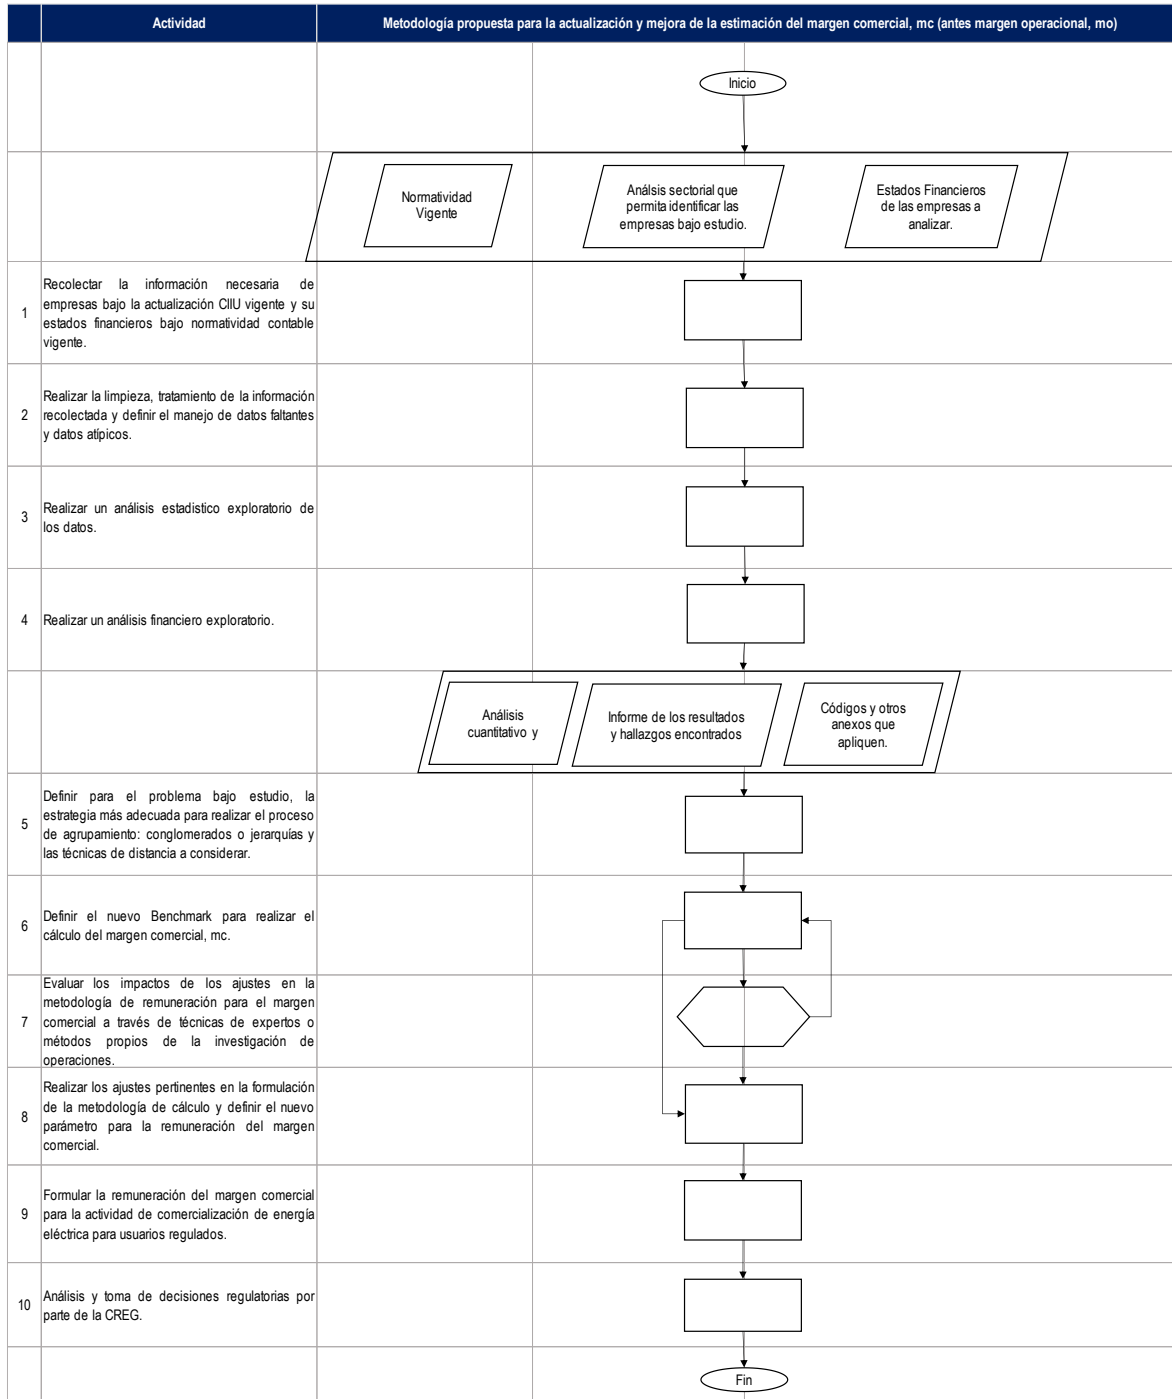 Actividad
Metodología propuesta para la actualización y mejora de la estimación del margen comercial, mc (antes margen operacional, mo)
Inicio
Normatividad
Vigente
Análsis sectorial que
permita identificar las
empresas bajo estudio.
Estados Financieros
de las empresas a
analizar.
1
Recolectar la información necesaria de
empresas bajo la actualización CIIU vigente y su
estados financieros bajo normatividad contable
vigente.
2
Realizar la limpieza, tratamiento de la información
recolectada y definir el manejo de datos faltantes
y datos atípicos.
3
Realizar un análisis estadistico exploratorio de
los datos.
4
Realizar un análisis financiero exploratorio.
Análisis
cuantitativo y
Informe de los resultados
y hallazgos encontrados
Códigos y otros
anexos que
apliquen.
5
Definir para el problema bajo estudio, la
estrategia más adecuada para realizar el proceso
de agrupamiento: conglomerados o jerarquías y
las técnicas de distancia a considerar.
6
Definir el nuevo Benchmark para realizar el
cálculo del margen comercial, mc.
7
Evaluar los impactos de los ajustes en la
metodología de remuneración para el margen
comercial a través de técnicas de expertos o
métodos propios de la investigación de
operaciones.
8
Realizar los ajustes pertinentes en la formulación
de la metodología de cálculo y definir el nuevo
parámetro para la remuneración del margen
comercial.
9
Formular la remuneración del margen comercial
para la actividad de comercialización de energía
eléctrica para usuarios regulados.
10
Análisis y toma de decisiones regulatorias por
parte de la CREG.
Fin